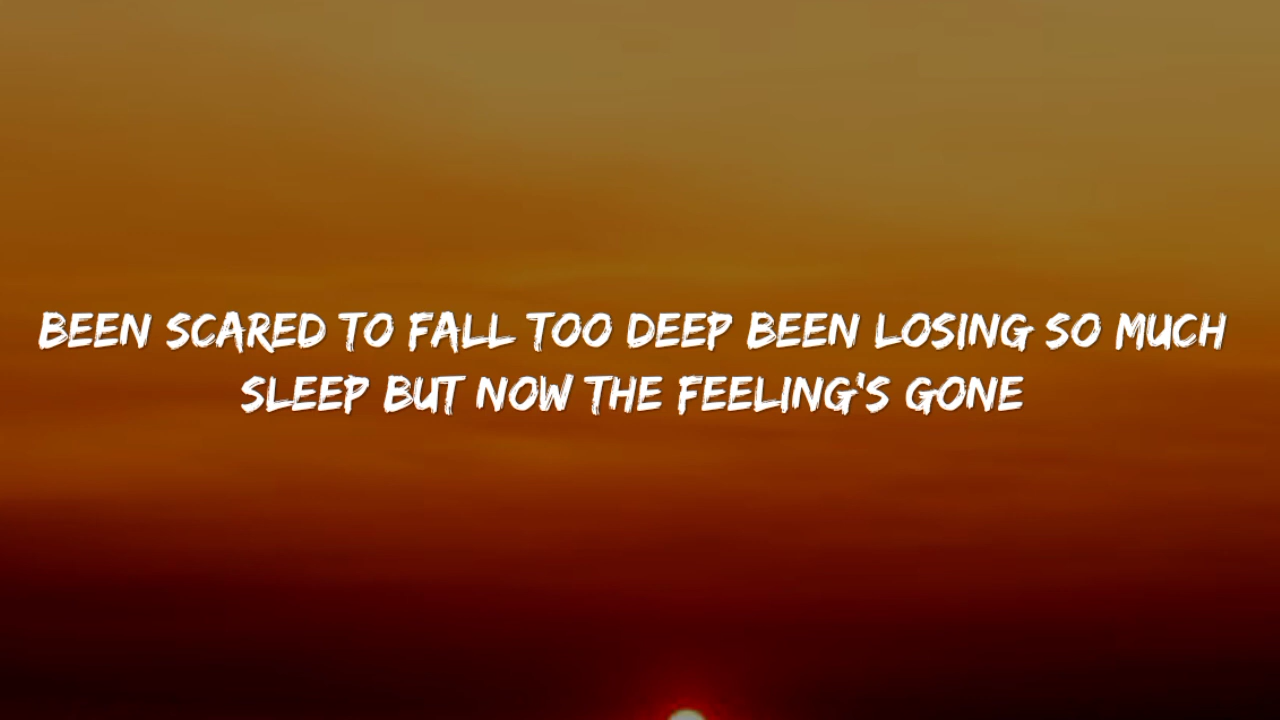 BEEN SCARED TO FALL TOO DEEP BEEN LOSING SO MUCH
SLEEP BUT NOW THE FEELING'S GONE